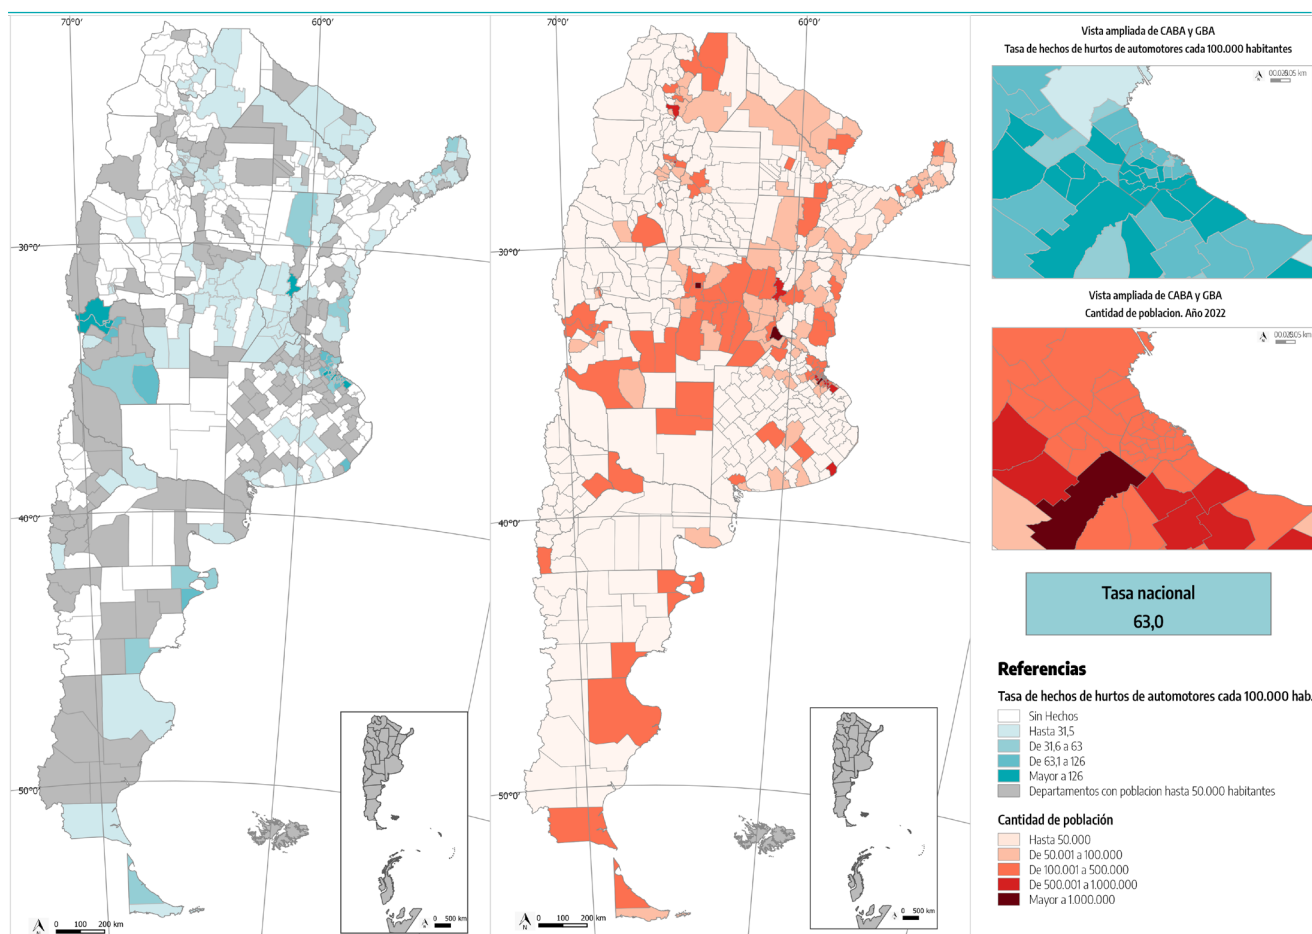 70°0'
60°0'
30°0'
40°0'
50°0'
N
0 100 200 km
N
0 500 km
70°0'
60°0'
30°0'
40°0'
50°0'
N
0 100 200 km
N
0 500 km
Vista ampliada de CABA y GBA
Tasa de hechos de hurtos de automotores cada 100.000 habitantes
Vista ampliada de CABA y GBA
Cantidad de poblacion. Año 2022
Tasa nacional
63,0
Referencias
Tasa de hechos de hurtos de automotores cada 100.000 hab.
Sin Hechos
Hasta 31,5
De 31,6 a 63
De 63,1 a 126
Mayor a 126
Departamentos con poblacion hasta 50.000 habitantes
Cantidad de población
Hasta 50.000
De 50.001 a 100.000
De 100.001 a 500.000
De 500.001 a 1.000.000
Mayor a 1.000.000